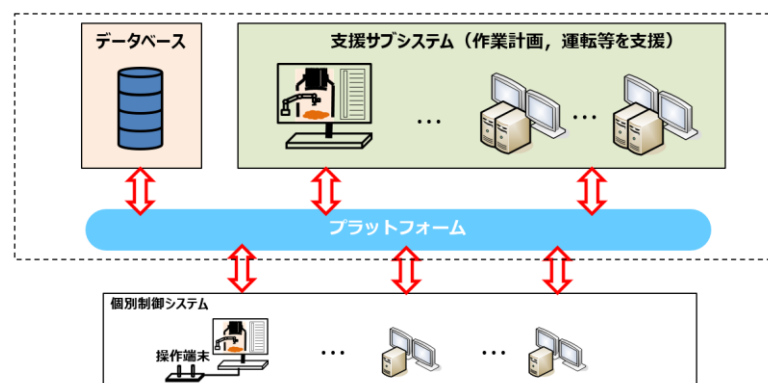 データベース
支援サブシステム（作業計画，運転等を支援）
…
…
プラットフォーム
個別制御システム
操作端末
…
…